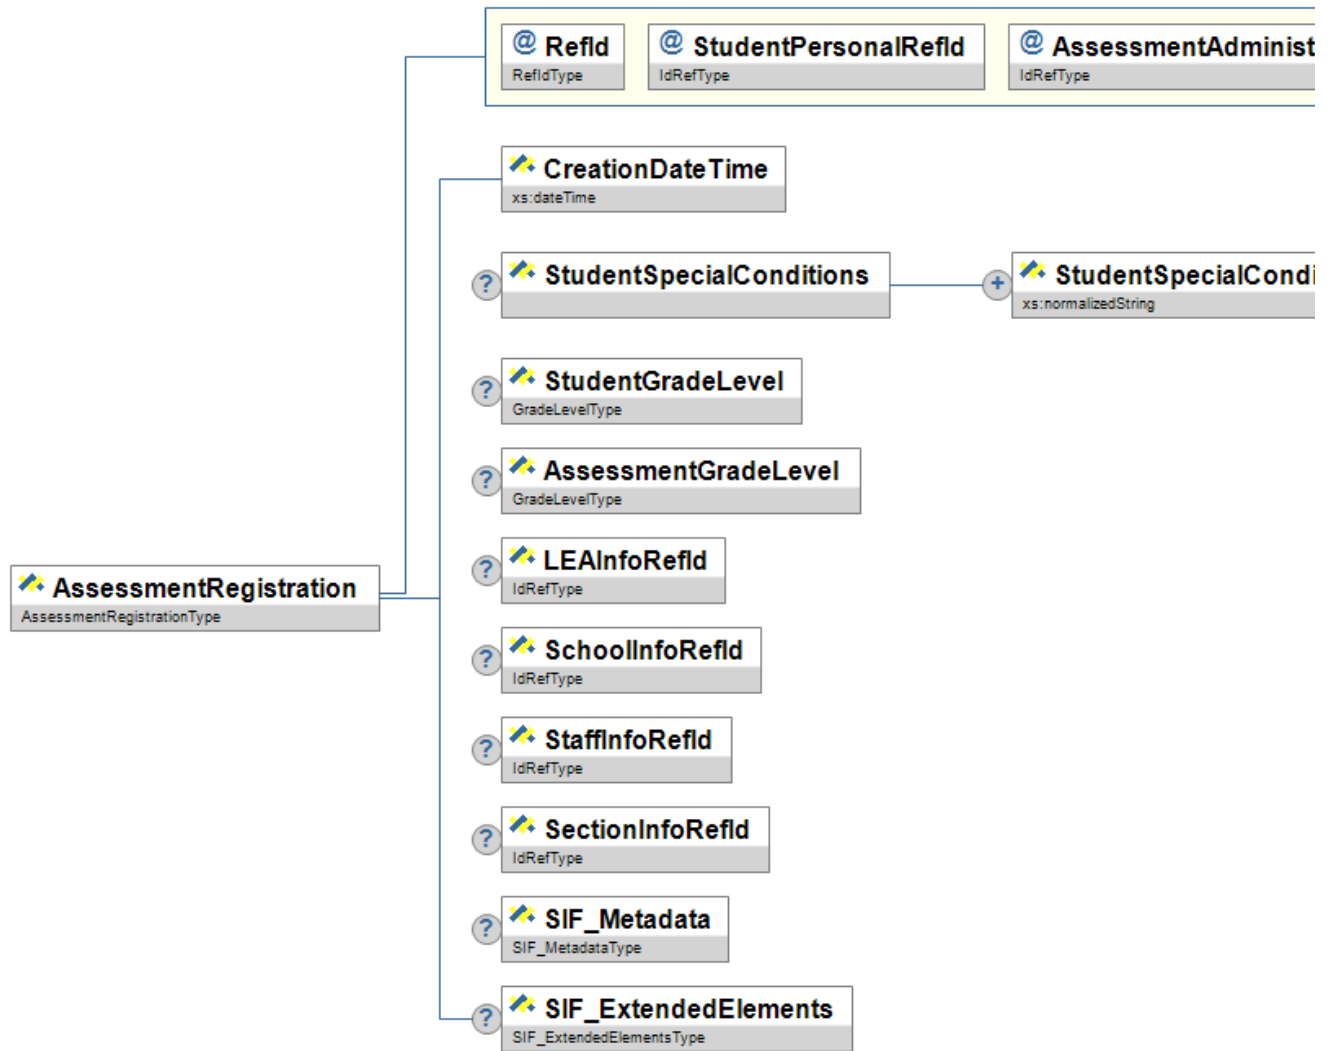 @ RefId
RefIdType
@ StudentPersonalRefId
IdRefType
@ AssessmentAdminist
IdRefType
CreationDateTime
xs:dateTime
? StudentSpecialConditions
+ StudentSpecialCondi
xs:normalizedString
? StudentGradeLevel
GradeLevelType
? AssessmentGradeLevel
GradeLevelType
? LEAInfoRefId
IdRefType
AssessmentRegistration
AssessmentRegistrationType
? SchoolInfoRefId
IdRefType
? StaffInfoRefId
IdRefType
? SectionInfoRefId
IdRefType
? SIF_Metadata
SIF_MetadataType
? SIF_ExtendedElements
SIF_ExtendedElementsType